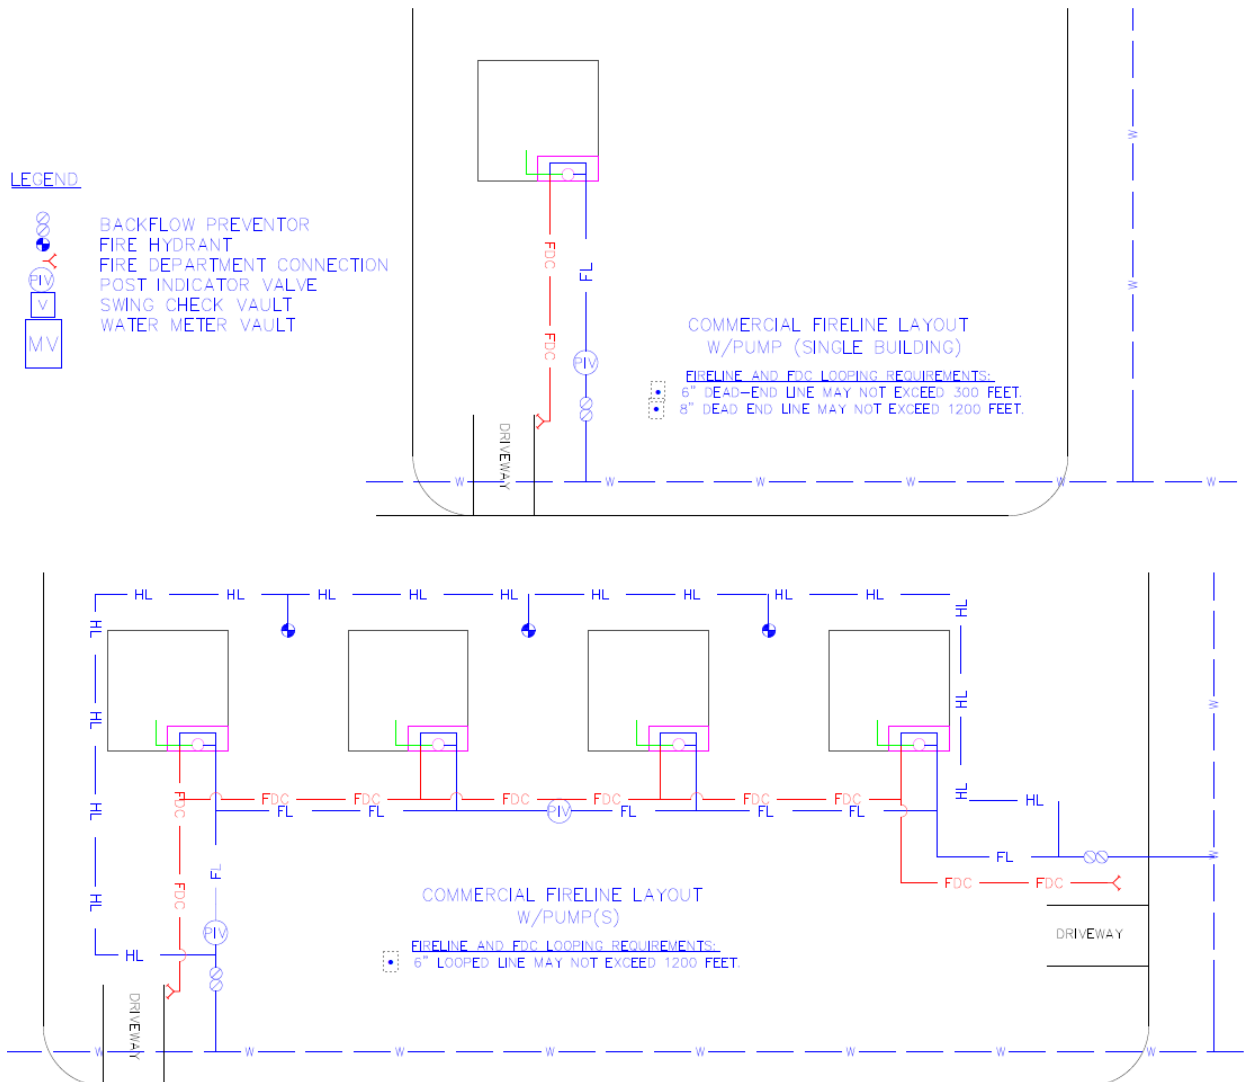 LEGEND
BACKFLOW PREVENTOR
FIRE HYDRANT
FIRE DEPARTMENT CONNECTION
PIV POST INDICATOR VALVE
V SWING CHECK VAULT
MV WATER METER VAULT
FDC
FL
FDC
PIV
DRIVEWAY
W
W
COMMERCIAL FIRELINE LAYOUT
W/PUMP (SINGLE BUILDING)
FIRELINE AND FDC LOOPING REQUIREMENTS:
• 6" DEAD-END LINE MAY NOT EXCEED 300 FEET.
• 8" DEAD END LINE MAY NOT EXCEED 1200 FEET.
W W W W W W
HL HL HL HL HL HL HL HL HL
HL
HL HL
W
HL
FDC FDC FDC FDC FDC FDC FDC
HL HL
HL FL FL PIV FL FL FL
W
FL FL
HL FDC FDC FDC
COMMERCIAL FIRELINE LAYOUT
W/PUMP(S)
PIV
DRIVEWAY
FIRELINE AND FDC LOOPING REQUIREMENTS:
• 6" LOOPED LINE MAY NOT EXCEED 1200 FEET.
HL
DRIVEWAY
W
W W W W W W W W